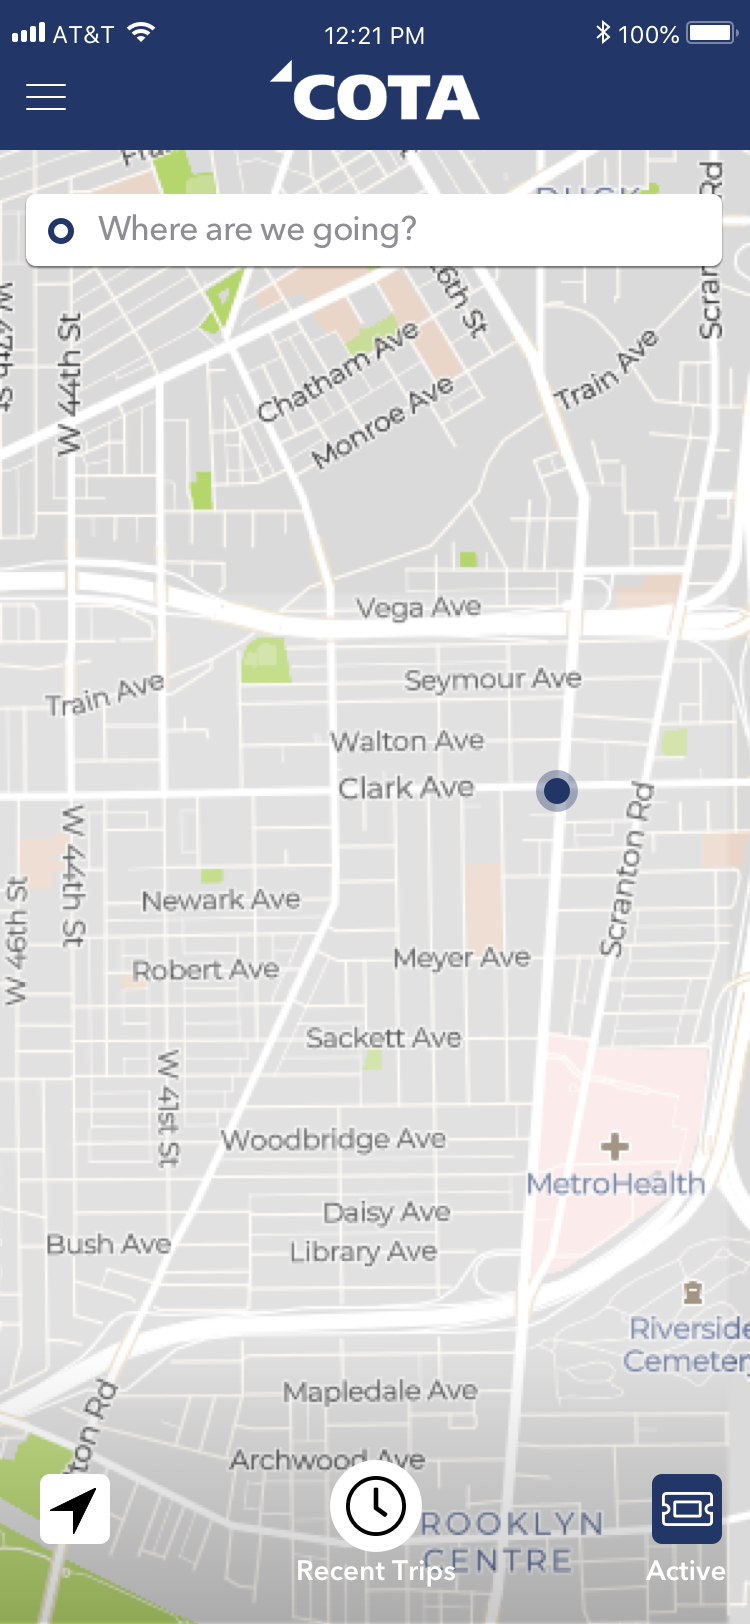 AT&T
12:21 PM
100%
COTA
Where are we going?
W 44th St
Chatham Ave
Monroe Ave
Train Ave
Vega Ave
Seymour Ave
Train Ave
Walton Ave
Clark Ave
W 44th St
Scranton Rd
W 46th St
Newark Ave
Meyer Ave
Robert Ave
Sackett Ave
W 41st St
Woodbridge Ave
MetroHealth
Daisy Ave
Bush Ave
Library Ave
Riverside
Cemetery
Mapledale Ave
ton Rd
Archwood Ave
ROOKLYN
CENTRE
Recent Trips
Active